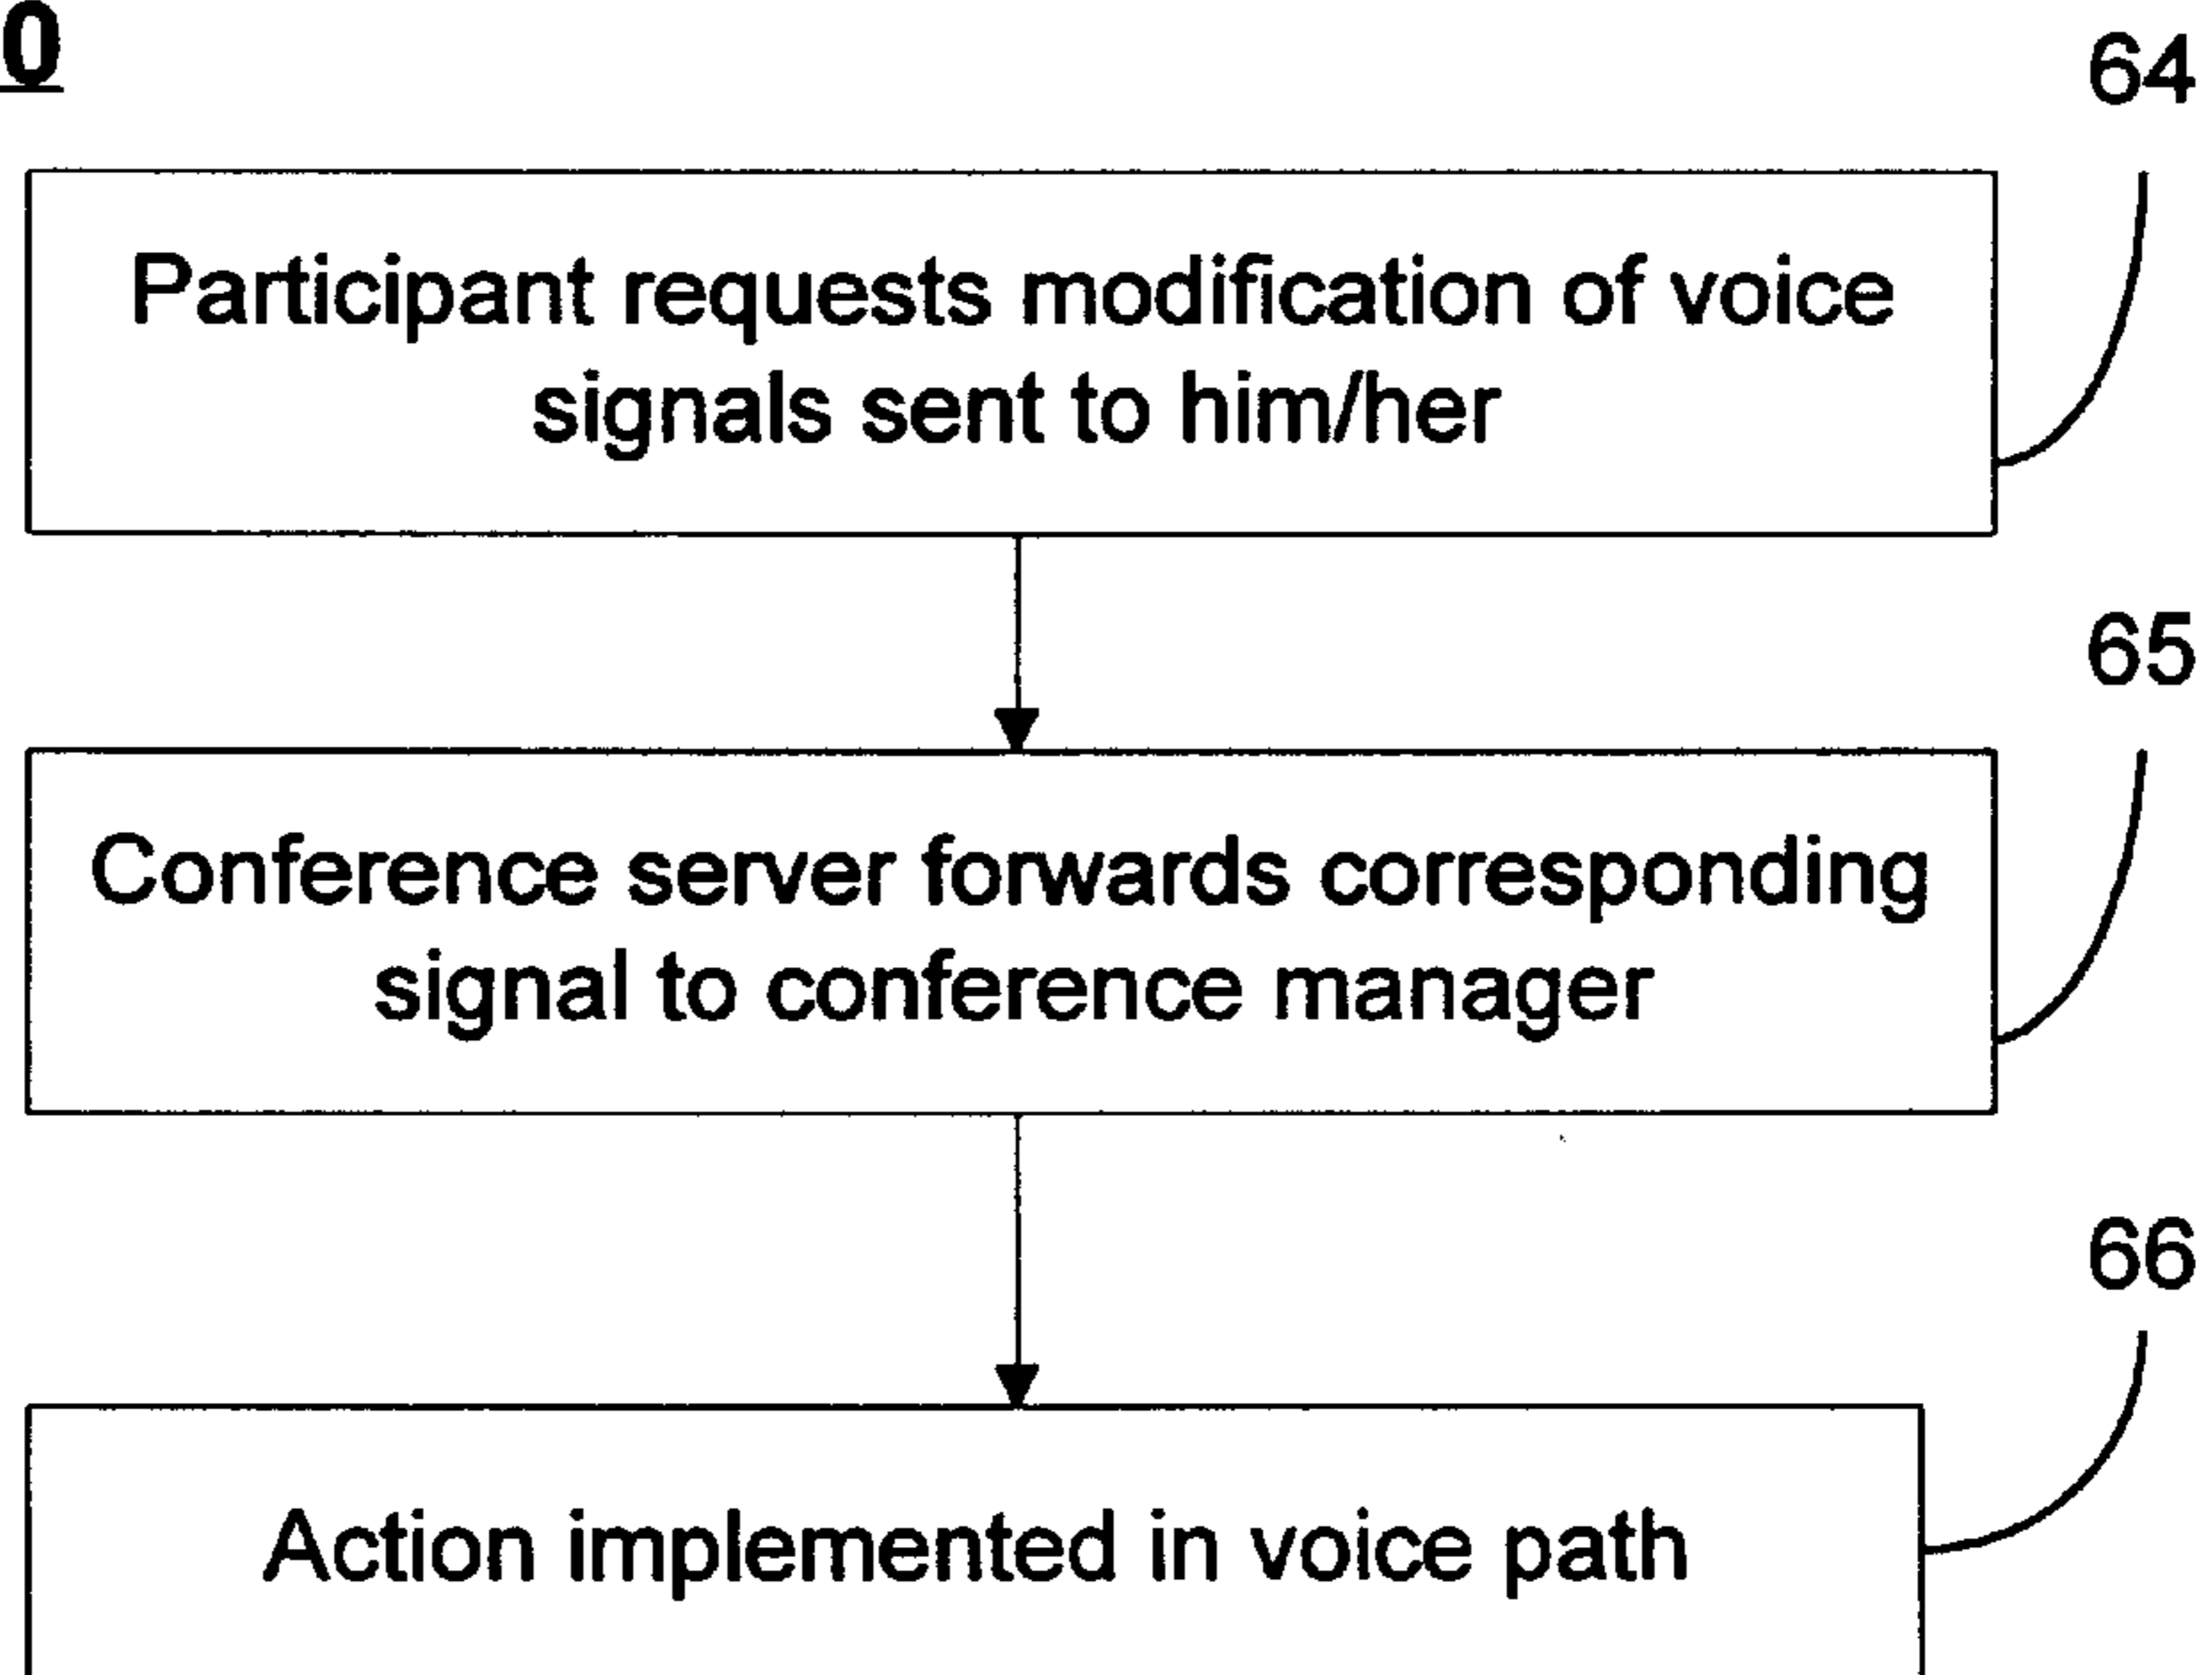 0
64
Participant requests modification of voice
signals sent to him/her
65
Conference server forwards corresponding
signal to conference manager
66
Action implemented in voice path